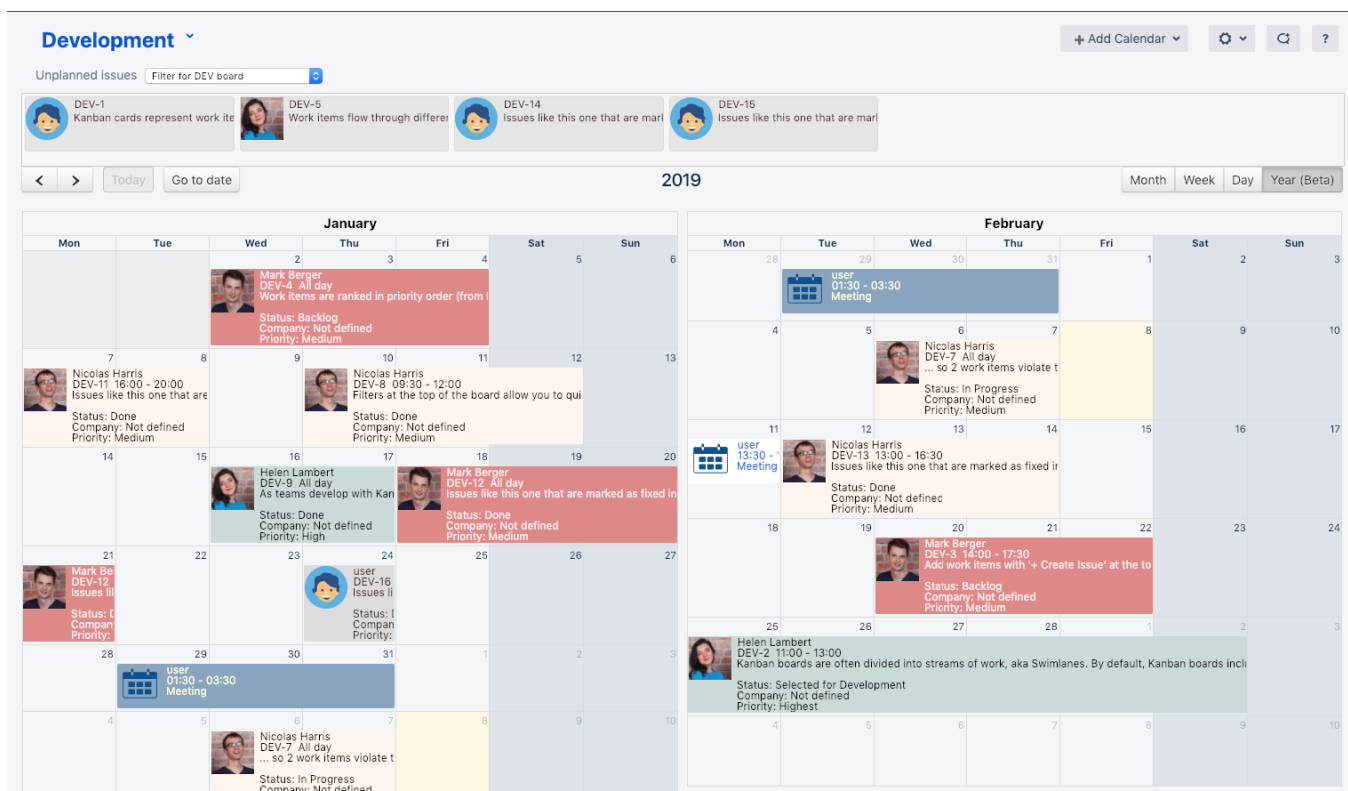 Development
+ Add Calendar
?
Unplanned issues Filter for DEV board
DEV-1
Kanban cards represent work ite
DEV-5
Work items flow through differer
DEV-14
Issues like this one that are marl
DEV-15
Issues like this one that are marl
< > Today Go to date
2019
Month Week Day Year (Beta)
January
Mon Tue Wed Thu Fri Sat Sun
2 3 4 5 6
Mark Berger
DEV-4 All day
Work items are ranked in priority order (from t
Status: Backlog
Company: Not defined
Priority: Medium
7 8 9 10 11 12 13
Nicolas Harris
DEV-11 16:00 - 20:00
Issues like this one that are
Status: Done
Company: Not defined
Priority: Medium
Nicolas Harris
DEV-8 09:30 - 12:00
Filters at the top of the board allow you to qui
Status: Done
Company: Not defined
Priority: Medium
14 15 16 17 18 19 20
Helen Lambert
DEV-9 All day
As teams develop with Kan
Status: Done
Company: Not defined
Priority: High
Mark Berger
DEV-12 All day
Issues like this one that are marked as fixed in
Status: Done
Company: Not defined
Priority: Medium
21 22 23 24 25 26 27
Mark Be
DEV-12
Issues lil
Status: D
Compan
Priority:
user
DEV-16
Issues li
Status: [
Compan
Priority:
28 29 30 31 1 2 3
user
01:30 - 03:30
Meeting
4 5 6 7 8 9 10
Nicolas Harris
DEV-7 All day
... so 2 work items violate t
Status: In Progress
Company: Not defined
February
Mon Tue Wed Thu Fri Sat Sun
28 29 30 31 1 2 3
user
01:30 - 03:30
Meeting
4 5 6 7 8 9 10
Nicolas Harris
DEV-7 All day
... so 2 work items violate t
Status: In Progress
Company: Not defined
Priority: Medium
11 12 13 14 15 16 17
user
13:30 -
Meeting
Nicolas Harris
DEV-13 13:00 - 16:30
Issues like this one that are marked as fixed ir
Status: Done
Company: Not defined
Priority: Medium
18 19 20 21 22 23 24
Mark Berger
DEV-3 14:00 - 17:30
Add work items with '+ Create Issue' at the to
Status: Backlog
Company: Not defined
Priority: Medium
25 26 27 28 1 2 3
Helen Lambert
DEV-2 11:00 - 13:00
Kanban boards are often divided into streams of work, aka Swimlanes. By default, Kanban boards inclu
Status: Selected for Development
Company: Not defined
Priority: Highest
4 5 6 7 8 9 10